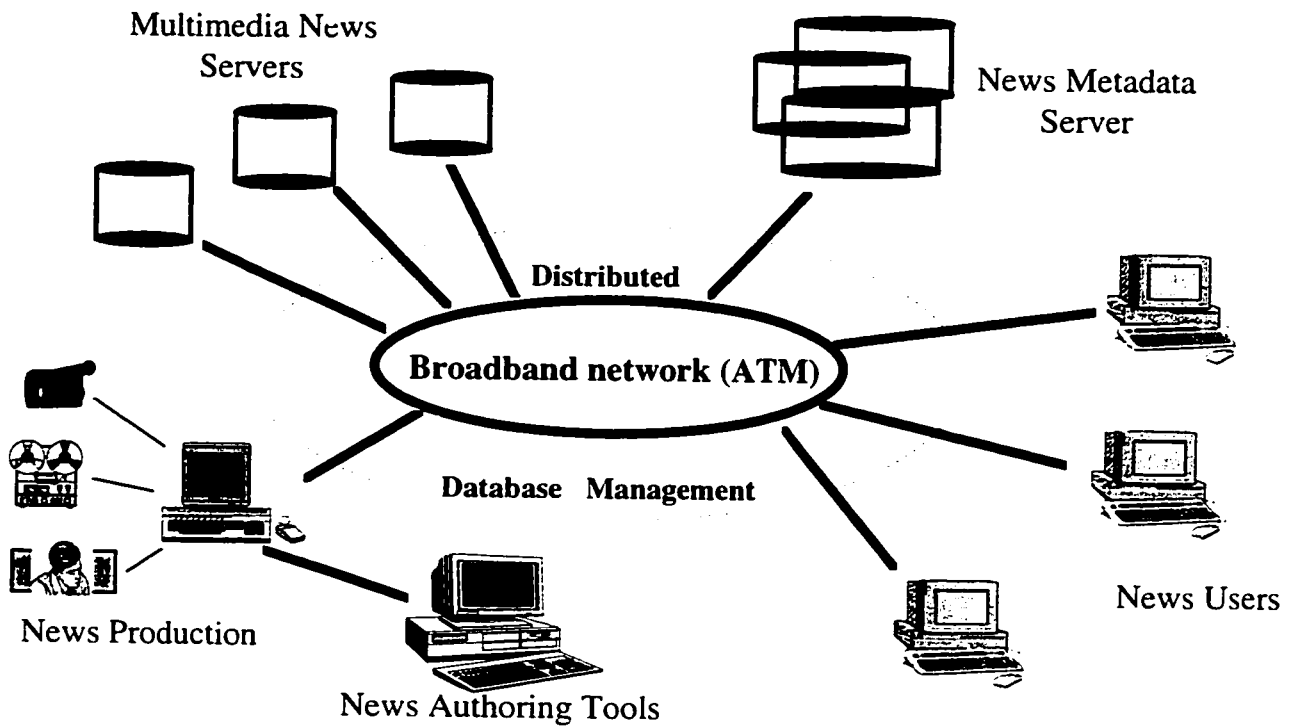 Multimedia News
Servers
News Metadata
Server
Distributed
Broadband network (ATM)
Database Management
News Production
News Users
News Authoring Tools